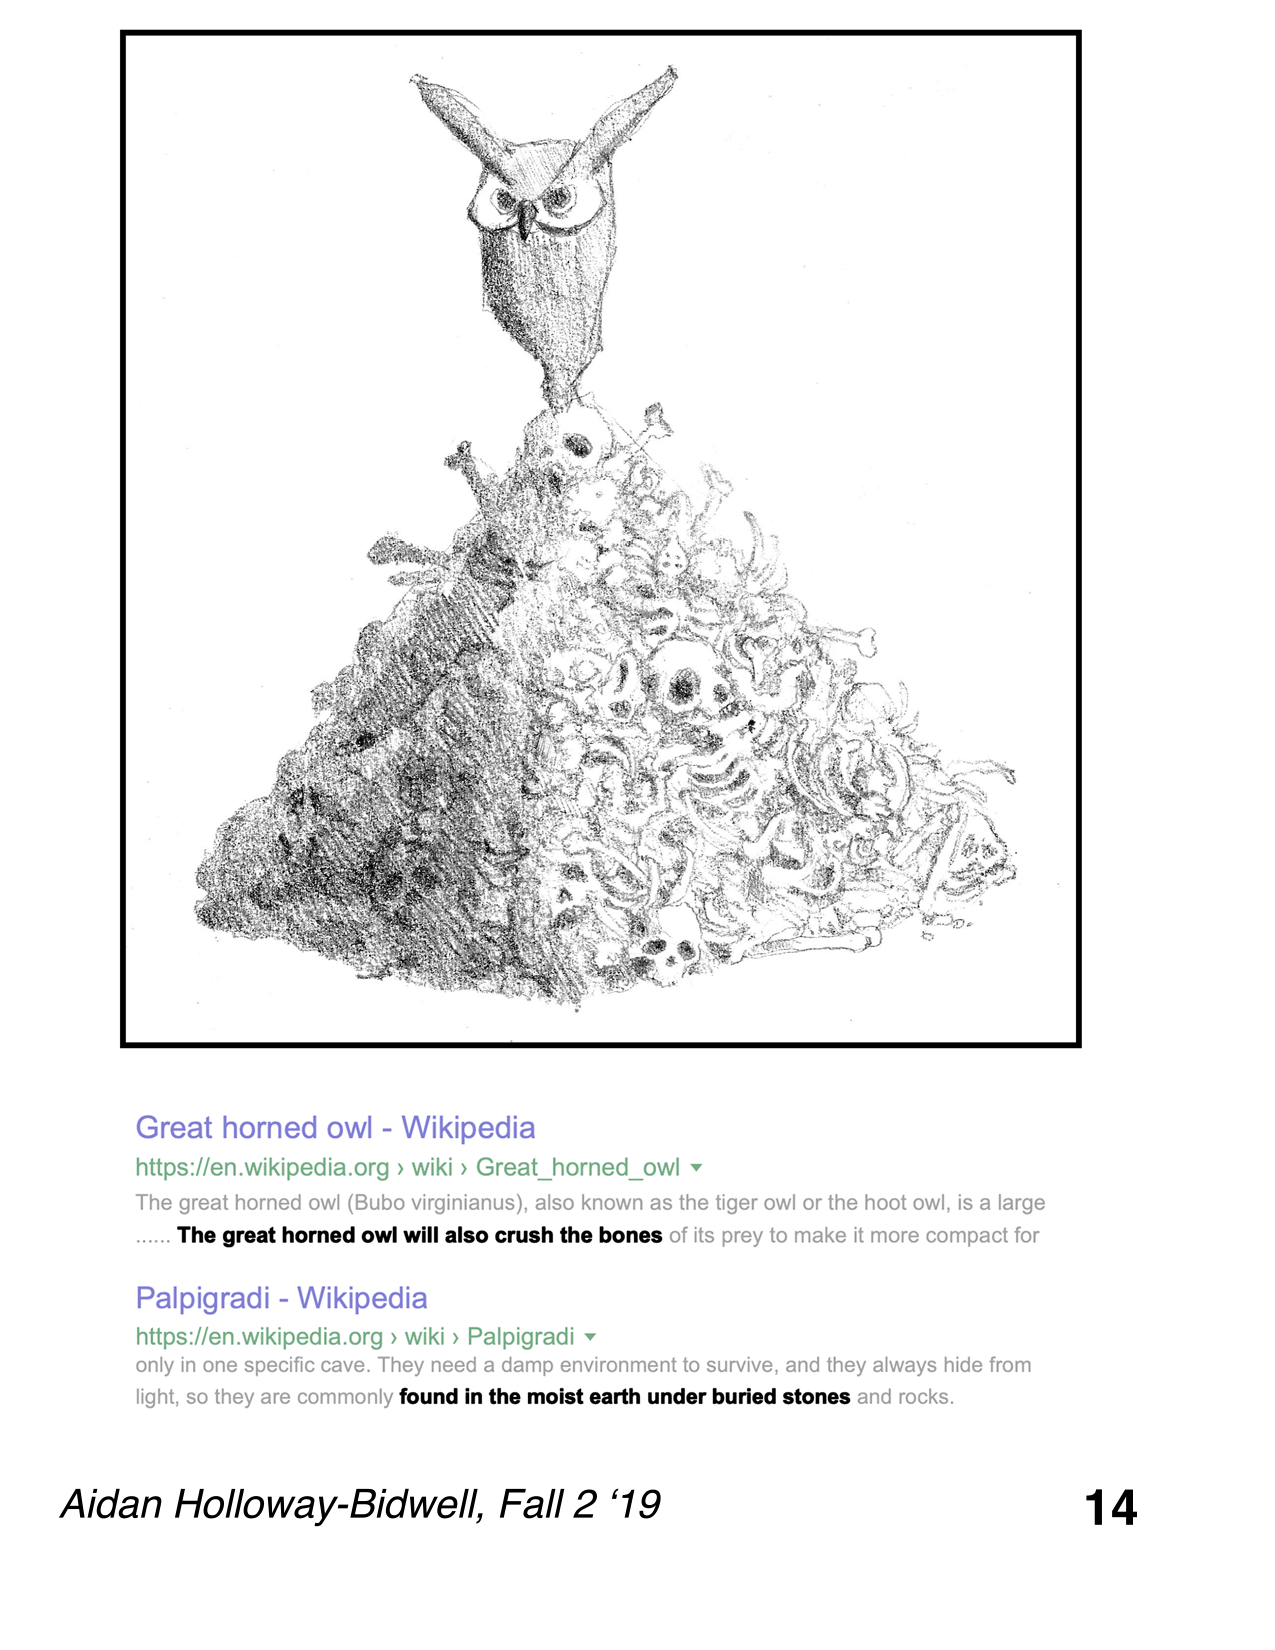 Great horned owl - Wikipedia
https://en.wikipedia.org › wiki › Great_horned_owl
The great horned owl (Bubo virginianus), also known as the tiger owl or the hoot owl, is a large
...... The great horned owl will also crush the bones of its prey to make it more compact for
Palpigradi - Wikipedia
https://en.wikipedia.org › wiki › Palpigradi
only in one specific cave. They need a damp environment to survive, and they always hide from
light, so they are commonly found in the moist earth under buried stones and rocks.
Aidan Holloway-Bidwell, Fall 2 ‘19
14